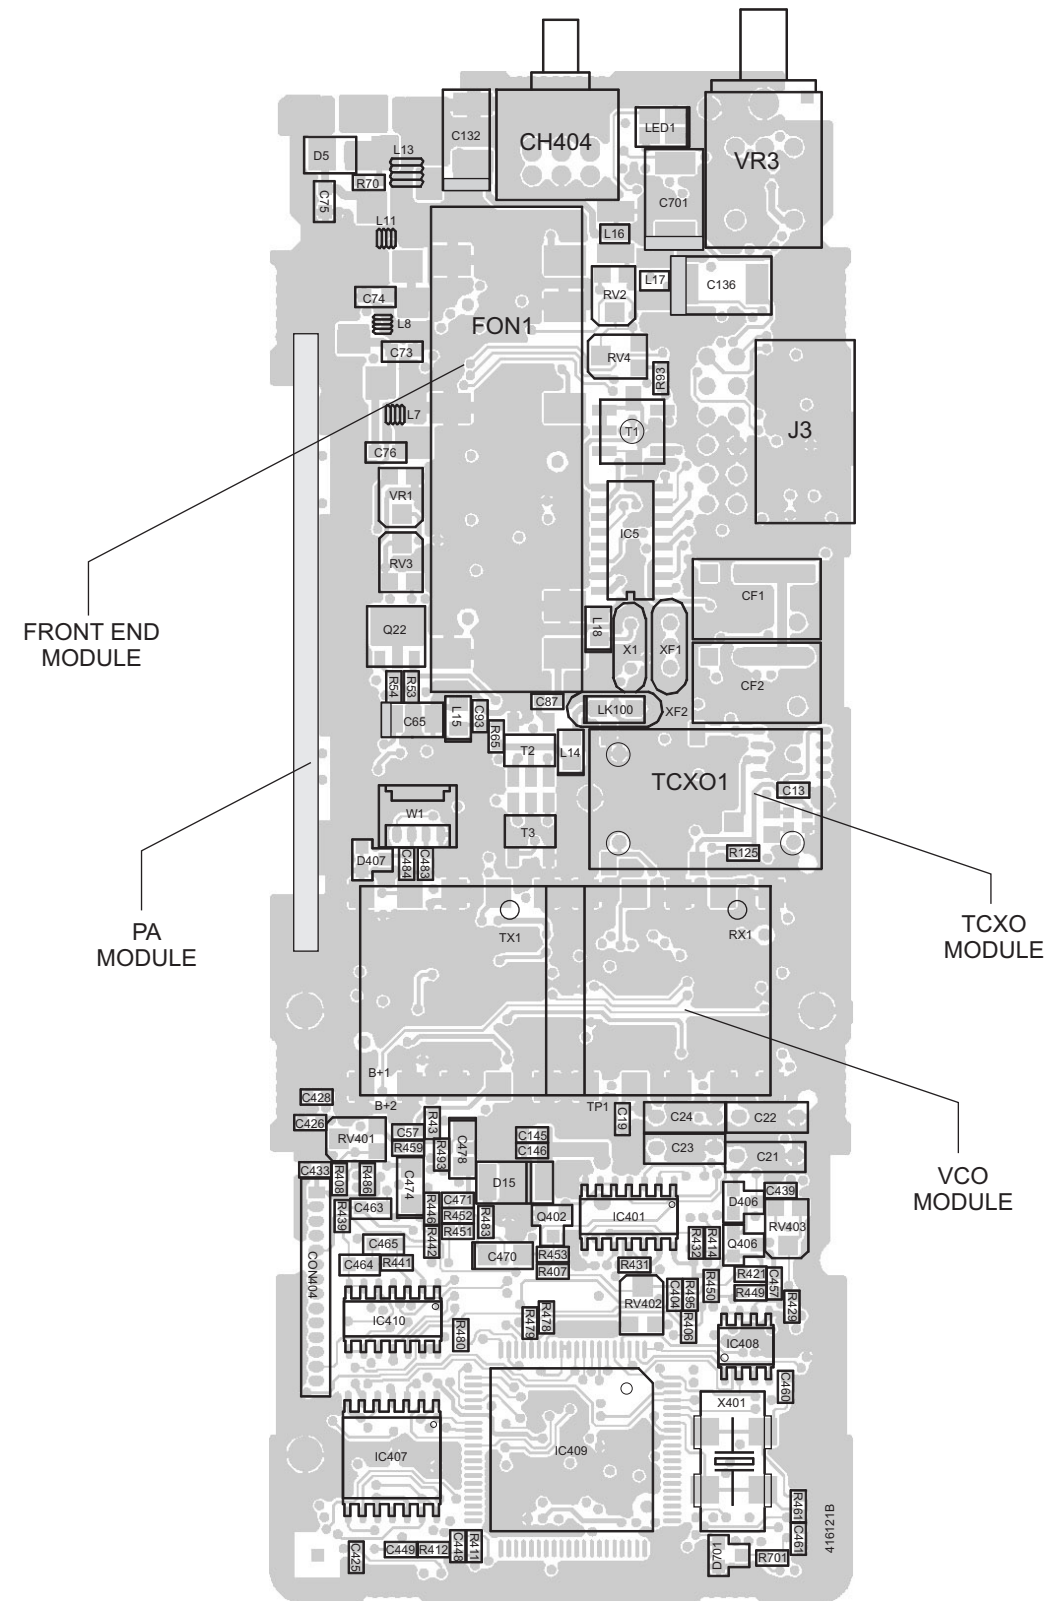 C132
CH404
LED1
VR3
D5
L13
R70
C75
C701
L11
L16
L17
C136
RV2
C74
L8
FON1
C73
RV4
R93
L7
T1
J3
C76
VR1
IC5
RV3
CF1
Q22
L18
X1
XF1
FRONT END
MODULE
CF2
R54
R53
C87
LK100
XF2
C65
L15
C93
R65
T2
L14
TCXO1
C13
W1
T3
D407
C484
C483
R125
PA
MODULE
TX1
RX1
TCXO
MODULE
B+1
B+2
TP1
C428
C426
RV401
C57
R43
R459
R493
C478
C145
C146
C19
C24
C22
C23
C21
VCO
MODULE
C433
R408
R486
C474
D15
R439
C463
R446
C471
R452
R451
R483
Q402
IC401
D406
C439
RV403
Q406
R432
R414
C465
R442
C464
R441
C470
R453
R407
R431
R421
R449
C457
R450
CON404
RV402
C404
R495
R406
R429
IC410
R480
R479
R478
IC408
C460
X401
IC407
IC409
R461
C461
416121B
C425
C449
R412
C448
R411
D701
R701